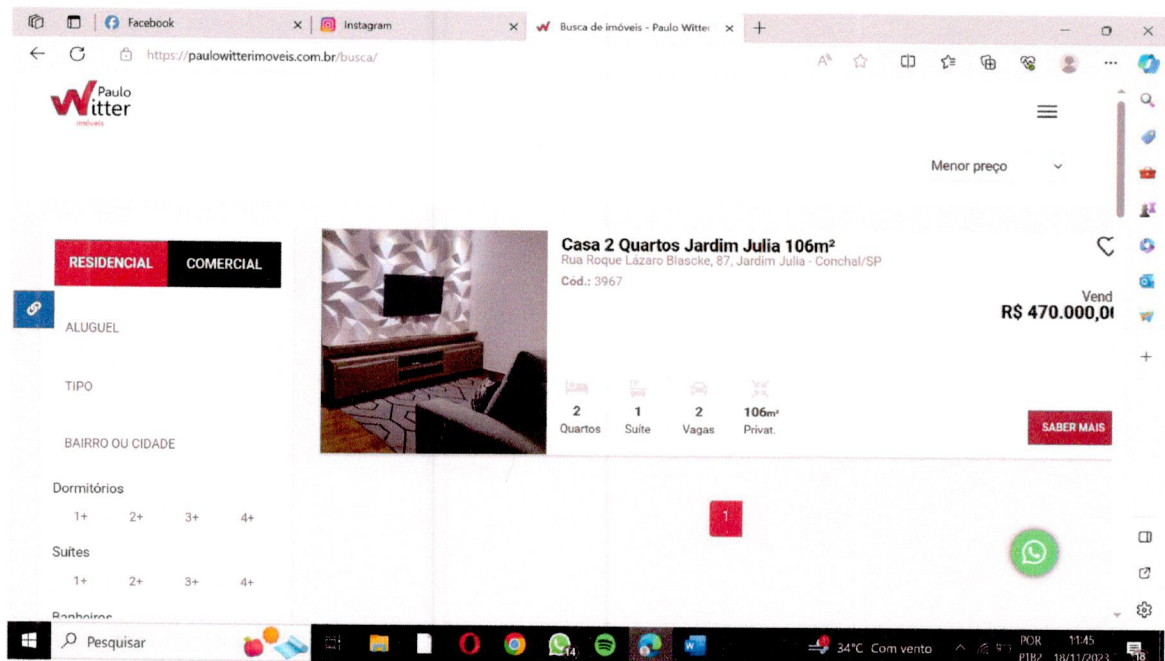 Facebook
Instagram
Busca de imóveis - Paulo Witter
https://paulowitterimoveis.com.br/busca/
Paulo
Witter
imóveis
Menor preço
RESIDENCIAL
COMERCIAL
ALUGUEL
TIPO
BAIRRO OU CIDADE
Dormitórios
1+ 2+ 3+ 4+
Suítes
1+ 2+ 3+ 4+
Banheiros
Casa 2 Quartos Jardim Julia 106m²
Rua Roque Lázaro Blascke, 87, Jardim Julia - Conchal/SP
Cód.: 3967
Vend
R$ 470.000,0
2 1 2 106m²
Quartos Suíte Vagas Privat.
SABER MAIS
1
Pesquisar
14
34°C Com vento
POR
PTB2
11:45
18/11/2023
18